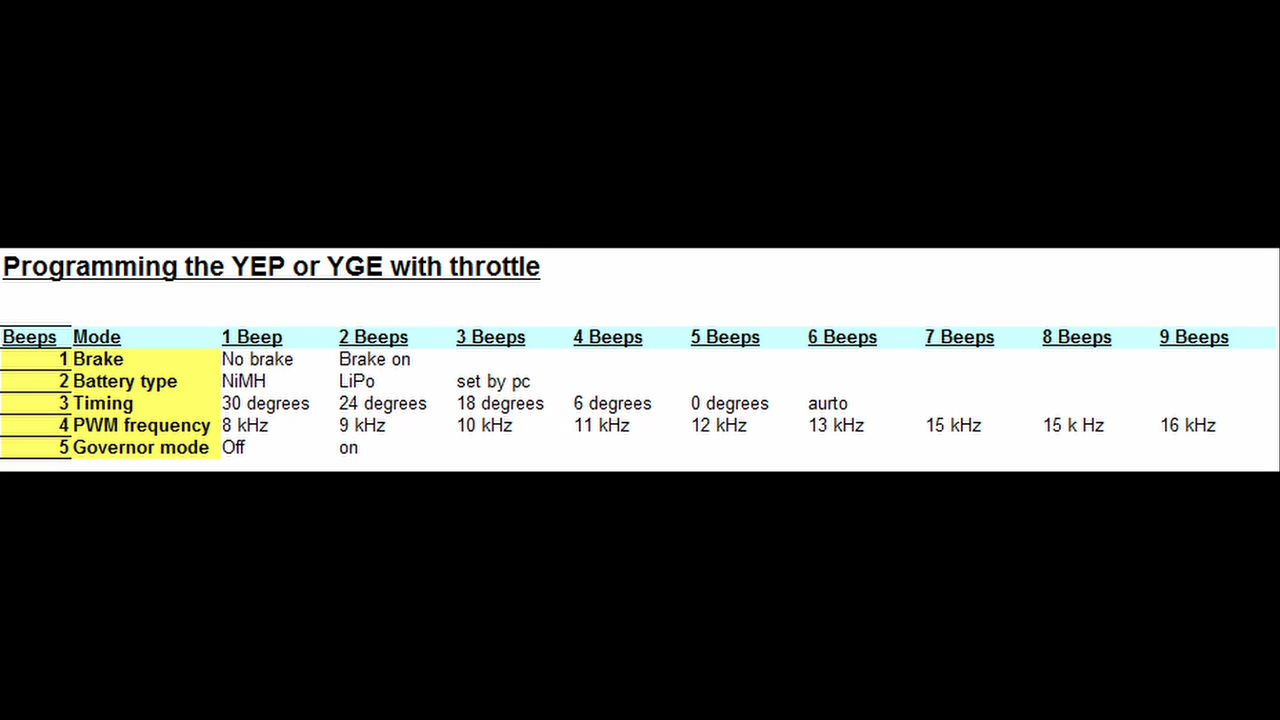 Programming the YEP or YGE with throttle
Beeps Mode 1 Beep 2 Beeps 3 Beeps 4 Beeps 5 Beeps 6 Beeps 7 Beeps 8 Beeps 9 Beeps
1 Brake No brake Brake on
2 Battery type NiMH LiPo set by pc
3 Timing 30 degrees 24 degrees 18 degrees 6 degrees 0 degrees aurto
4 PWM frequency 8 kHz 9 kHz 10 kHz 11 kHz 12 kHz 13 kHz 15 kHz 15 k Hz 16 kHz
5 Governor mode Off on